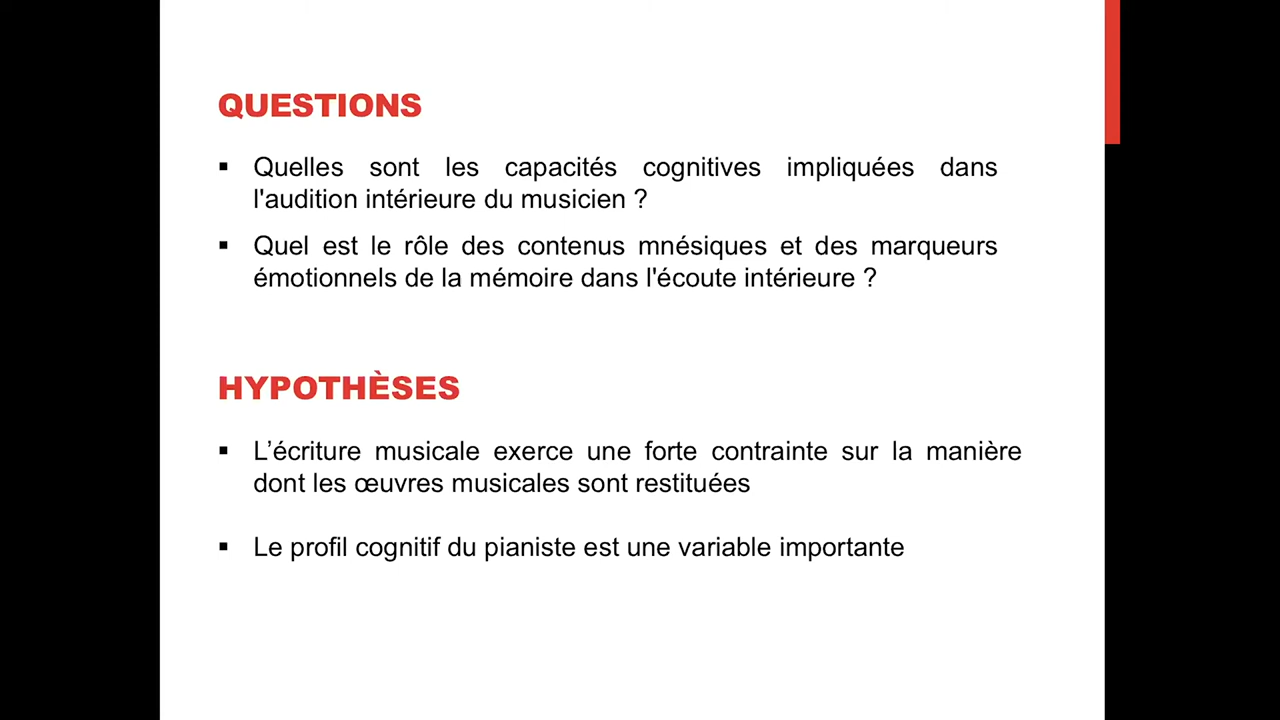 QUESTIONS
▪ Quelles sont les capacités cognitives impliquées dans
l'audition intérieure du musicien ?
▪ Quel est le rôle des contenus mnésiques et des marqueurs
émotionnels de la mémoire dans l'écoute intérieure ?
HYPOTHÈSES
▪ L’écriture musicale exerce une forte contrainte sur la manière
dont les œuvres musicales sont restituées
▪ Le profil cognitif du pianiste est une variable importante